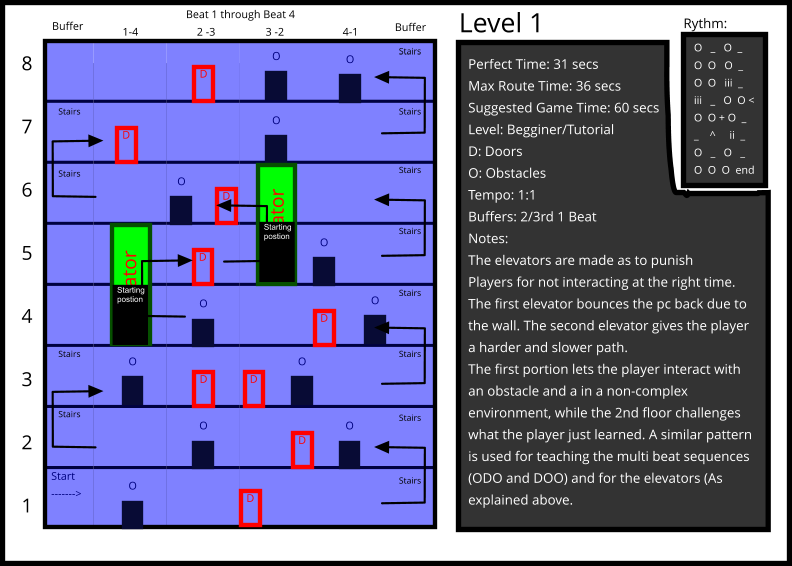 Beat 1 through Beat 4
Buffer 1-4 2 -3 3 -2 4-1 Buffer
8 D O O Stairs
7 Stairs D O Stairs
6 Stairs O D ator Stairs
5 ator D Starting postion O Stairs
4 Starting postion O D O Stairs
3 Stairs O D D O Stairs
2 Stairs O D O Stairs
1 Start -------> O D Stairs
Level 1
Perfect Time: 31 secs
Max Route Time: 36 secs
Suggested Game Time: 60 secs
Level: Begginer/Tutorial
D: Doors
O: Obstacles
Tempo: 1:1
Buffers: 2/3rd 1 Beat
Notes:
The elevators are made as to punish
Players for not interacting at the right time.
The first elevator bounces the pc back due to
the wall. The second elevator gives the player
a harder and slower path.
The first portion lets the player interact with
an obstacle and a in a non-complex
environment, while the 2nd floor challenges
what the player just learned. A similar pattern
is used for teaching the multi beat sequences
(ODO and DOO) and for the elevators (As
explained above.
Rythm:
O _ O _
O O O _
O O iii _
iii _ O O <
O O + O _
_ ^ ii _
O _ O _
O O O end